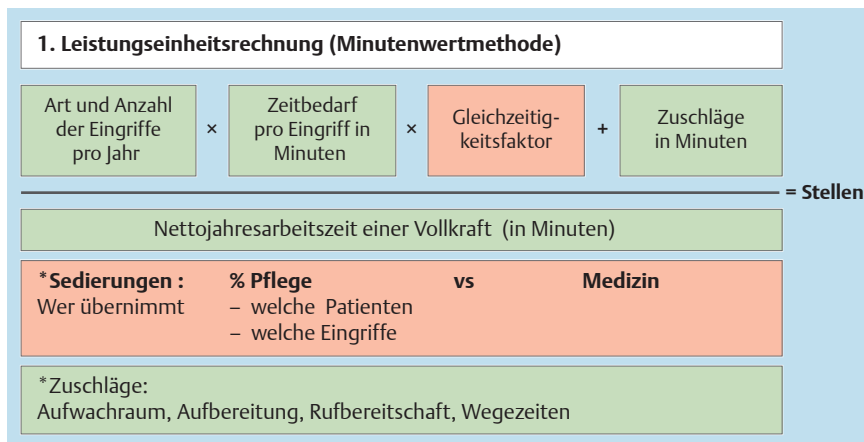 1. Leistungseinheitsrechnung (Minutenwertmethode)
Art und Anzahl
der Eingriffe
pro Jahr
×
Zeitbedarf
pro Eingriff in
Minuten
×
Gleichzeitig-
keitsfaktor
+
Zuschläge
in Minuten
= Stellen
Nettojahresarbeitszeit einer Vollkraft (in Minuten)
*Sedierungen : % Pflege vs Medizin
Wer übernimmt – welche Patienten
– welche Eingriffe
*Zuschläge:
Aufwachraum, Aufbereitung, Rufbereitschaft, Wegezeiten